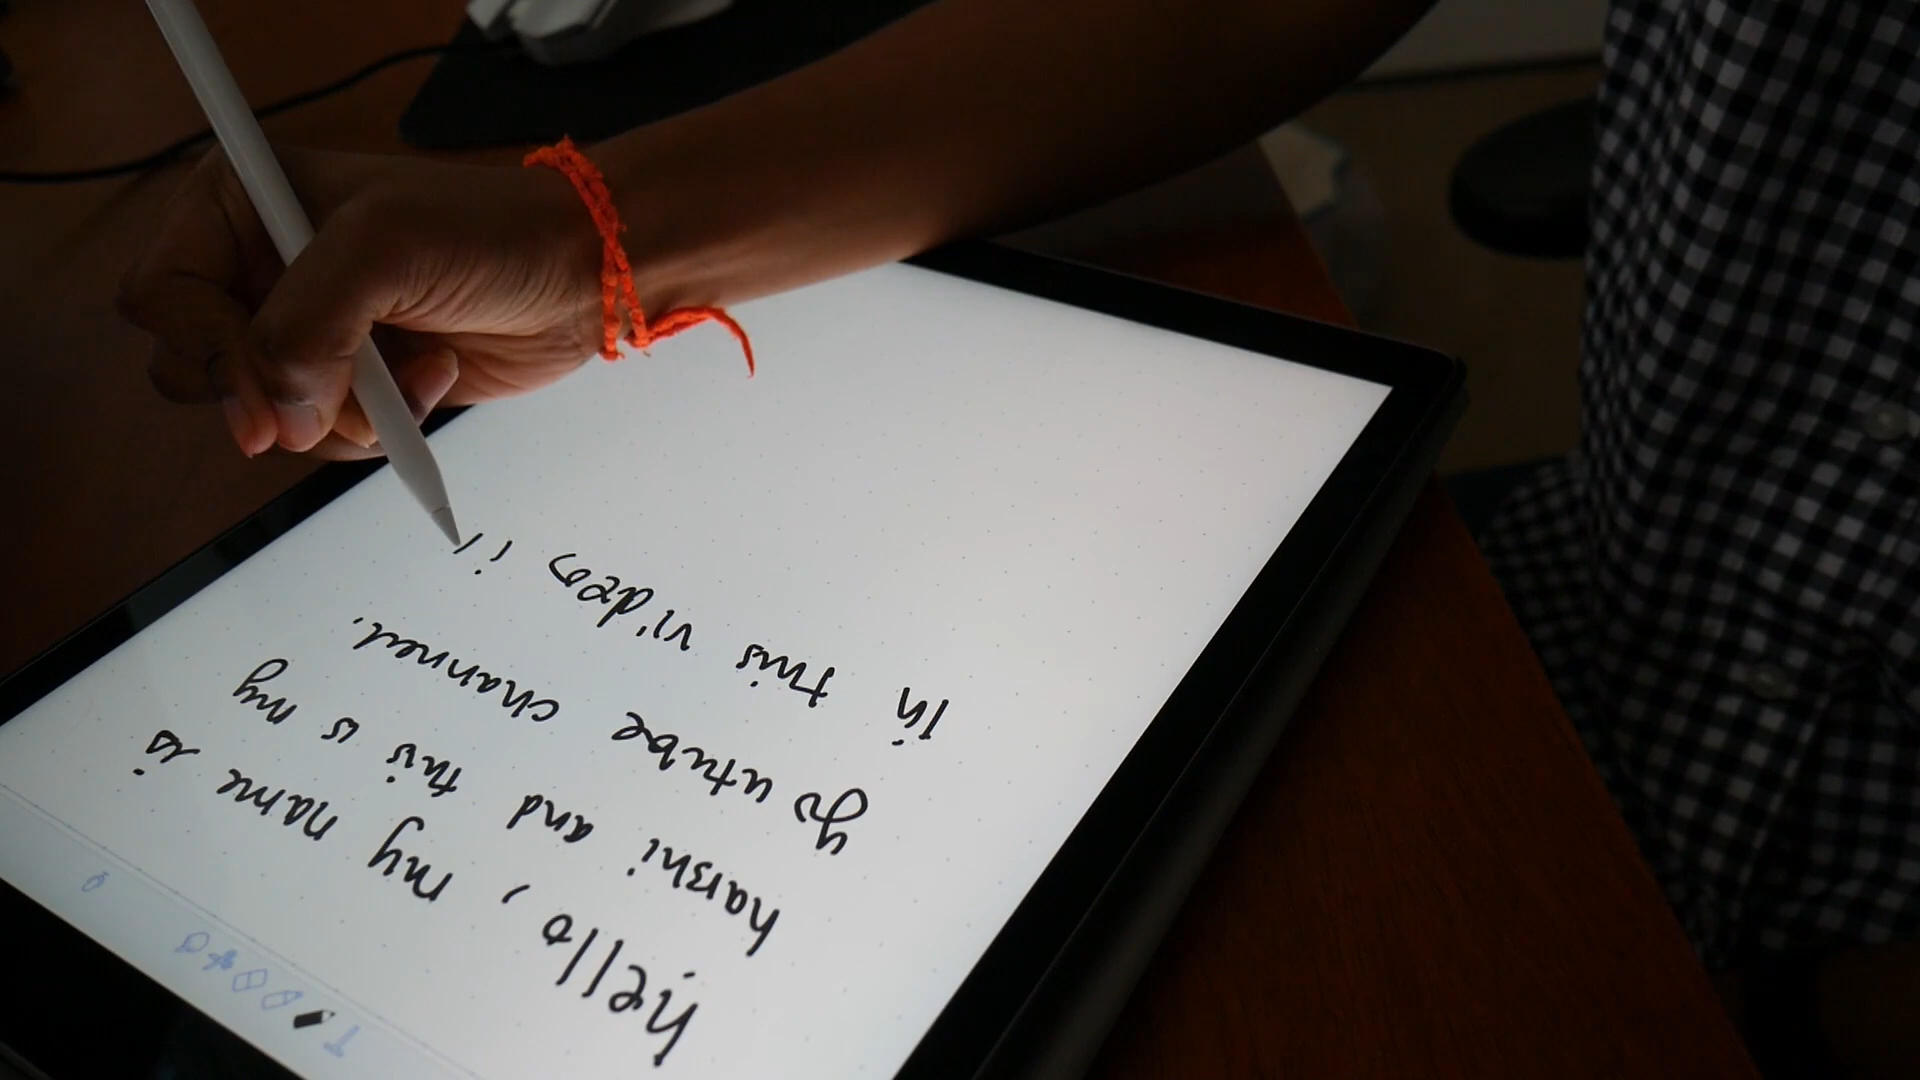 hello, my name is
harshi and this is my
youtube channel.
In this video, i
T